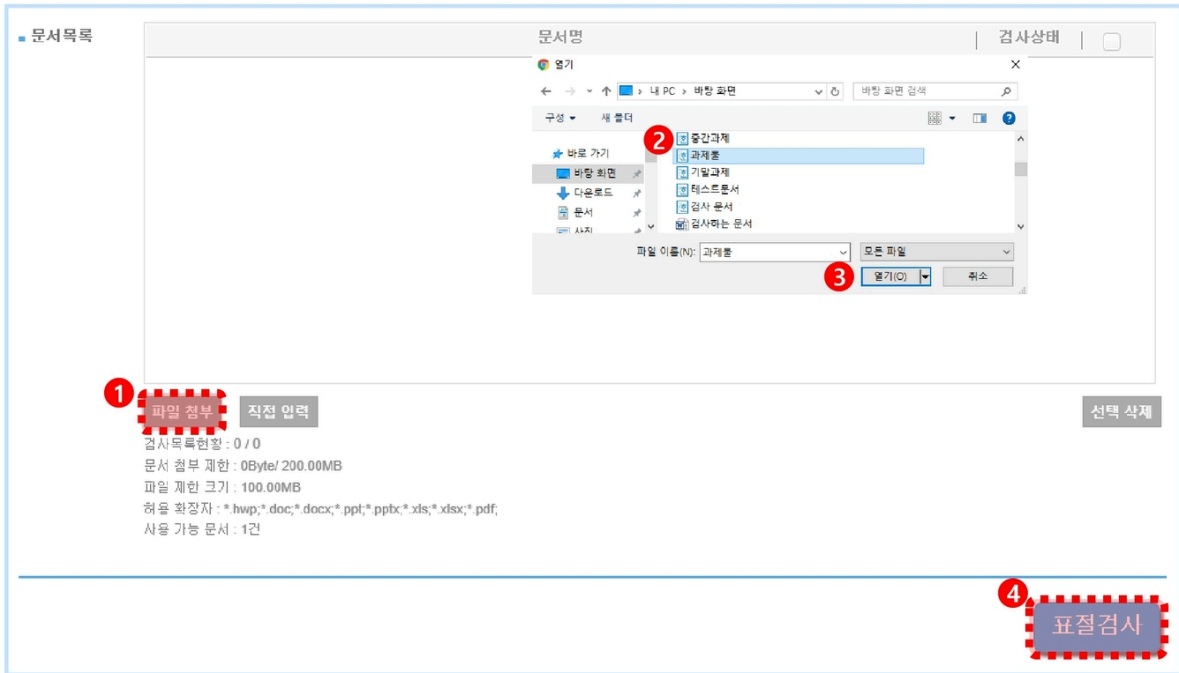 문서목록
문서명 | 검사상태 |
열기
내 PC > 바탕 화면
바탕 화면 검색
구성
새 폴더
바로 가기
바탕 화면
다운로드
문서
사진
2
중간과제
과제물
기말과제
테스트문서
검사 문서
검사하는 문서
파일 이름(N): 과제물
모든 파일
3
열기(O)
취소
1
파일 첨부
직접 입력
선택 삭제
검사목록현황 : 0 / 0
문서 첨부 제한 : 0Byte/ 200.00MB
파일 제한 크기 : 100.00MB
허용 확장자 : *.hwp;*.doc;*.docx;*.ppt;*.pptx;*.xls;*.xlsx;*.pdf;
사용 가능 문서 : 1건
4
표절검사